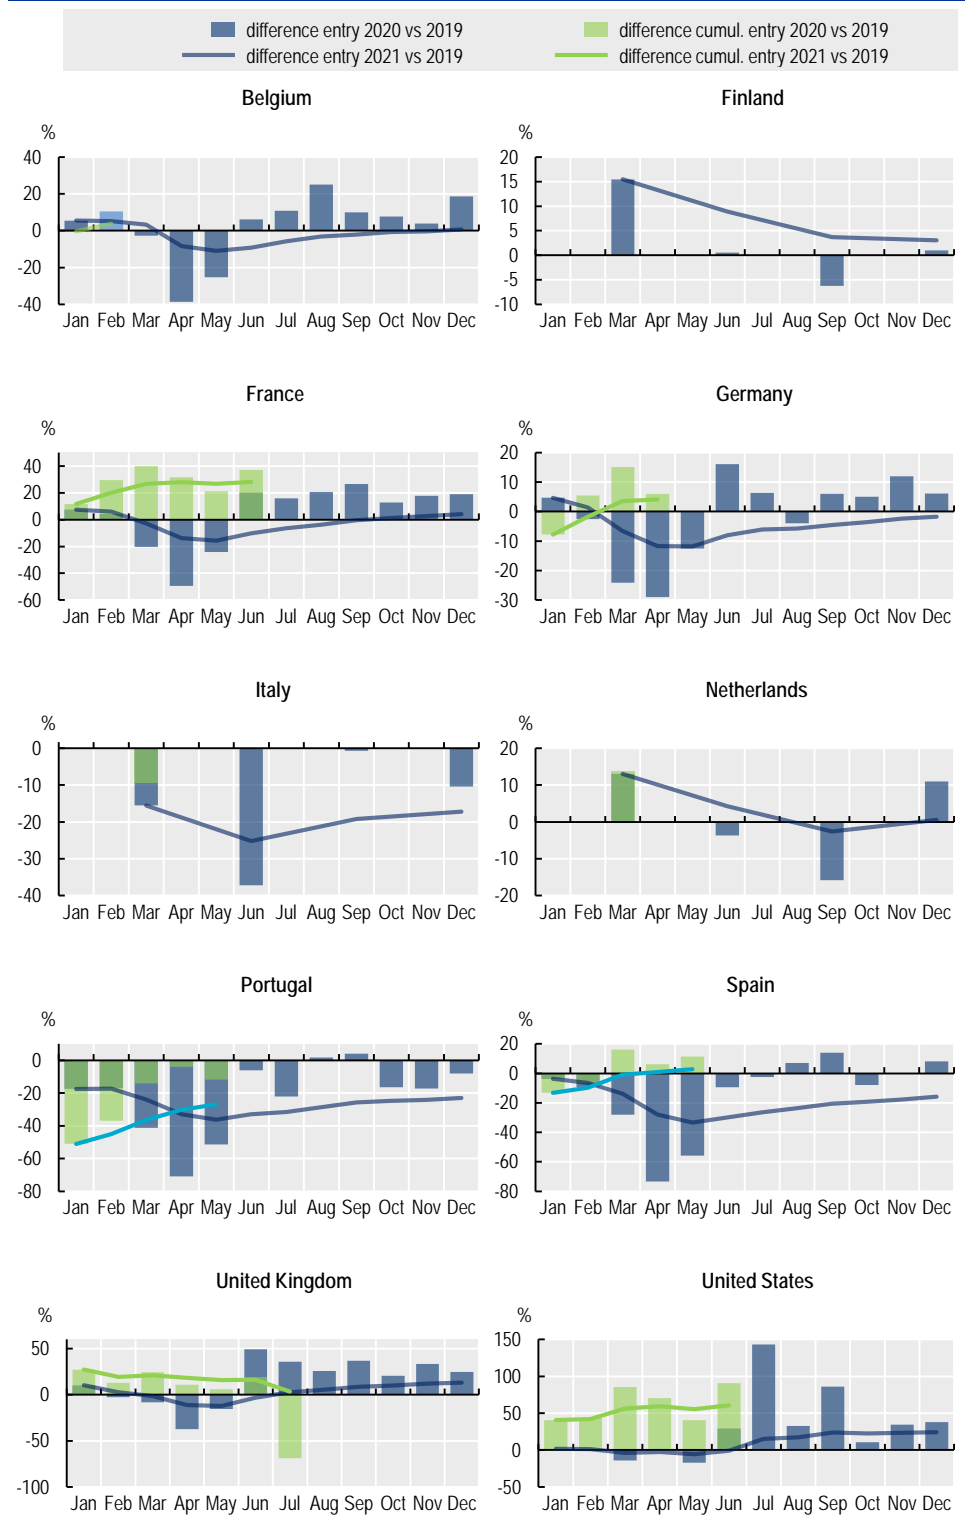 difference entry 2020 vs 2019 difference cumul. entry 2020 vs 2019
difference entry 2021 vs 2019 difference cumul. entry 2021 vs 2019
Belgium
%
40
20
0
-20
-40
Jan Feb Mar Apr May Jun Jul Aug Sep Oct Nov Dec
Finland
%
20
15
10
5
0
-5
-10
Jan Feb Mar Apr May Jun Jul Aug Sep Oct Nov Dec
France
%
40
20
0
-20
-40
-60
Jan Feb Mar Apr May Jun Jul Aug Sep Oct Nov Dec
Germany
%
20
10
0
-10
-20
-30
Jan Feb Mar Apr May Jun Jul Aug Sep Oct Nov Dec
Italy
%
0
-10
-20
-30
-40
Jan Feb Mar Apr May Jun Jul Aug Sep Oct Nov Dec
Netherlands
%
20
10
0
-10
-20
Jan Feb Mar Apr May Jun Jul Aug Sep Oct Nov Dec
Portugal
%
0
-20
-40
-60
-80
Jan Feb Mar Apr May Jun Jul Aug Sep Oct Nov Dec
Spain
%
20
0
-20
-40
-60
-80
Jan Feb Mar Apr May Jun Jul Aug Sep Oct Nov Dec
United Kingdom
%
50
0
-50
-100
Jan Feb Mar Apr May Jun Jul Aug Sep Oct Nov Dec
United States
%
150
100
50
0
-50
Jan Feb Mar Apr May Jun Jul Aug Sep Oct Nov Dec